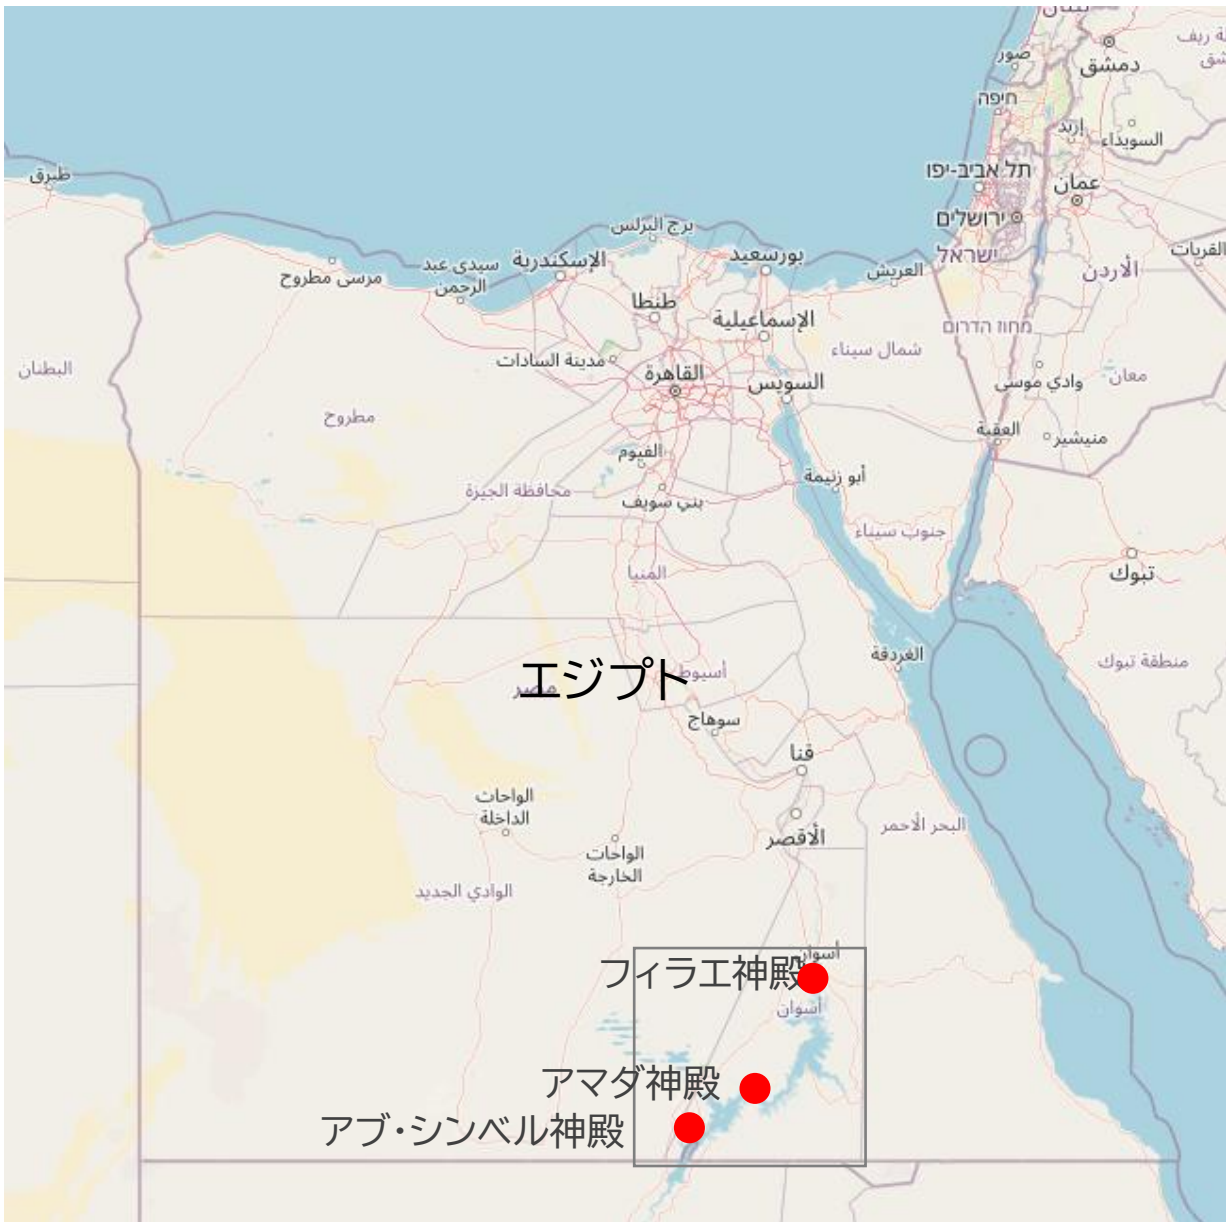 لبنان
صور
دمشق
חיפה
إربد
السويداء
طبرق
תל אביב-יפו
عمان
ירושלים
برج البرلس
ישראל
القريات
مرسى مطروح
سيدي عبد
الرحمن
الإسكندرية
بورسعيد
العريش
الأردن
طنطا
الإسماعيلية
מחוז הדרום
شمال سيناء
مدينة السادات
القاهرة
السويس
وادي موسى
معان
البطنان
مطروح
العقبة
منيشير
الفيوم
أبو زنيمة
محافظة الجيزة
بني سويف
جنوب سيناء
المنيا
تبوك
الغردقة
منطقة تبوك
エジプト
مصر
أسيوط
سوهاج
قنا
الواحات
الداخلة
الأقصر
البحر الأحمر
الواحات
الخارجة
الوادي الجديد
أسوان
フィラエ神殿
أسوان
アマダ神殿
アブ・シンベル神殿